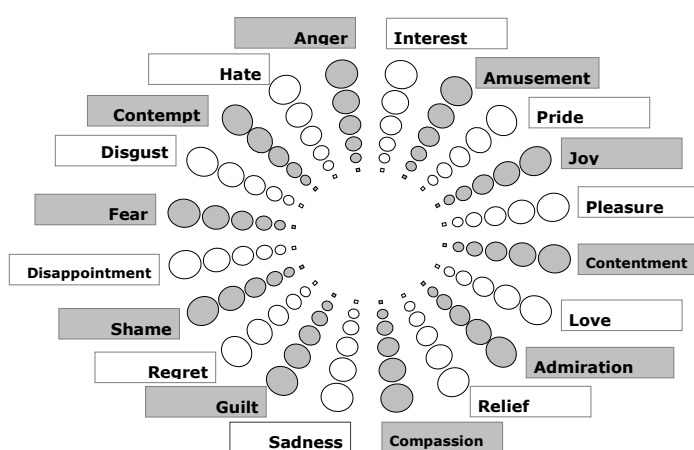 Anger
Interest
Hate
Amusement
Contempt
Pride
Disgust
Joy
Fear
Pleasure
Disappointment
Contentment
Shame
Love
Regret
Admiration
Guilt
Relief
Sadness
Compassion